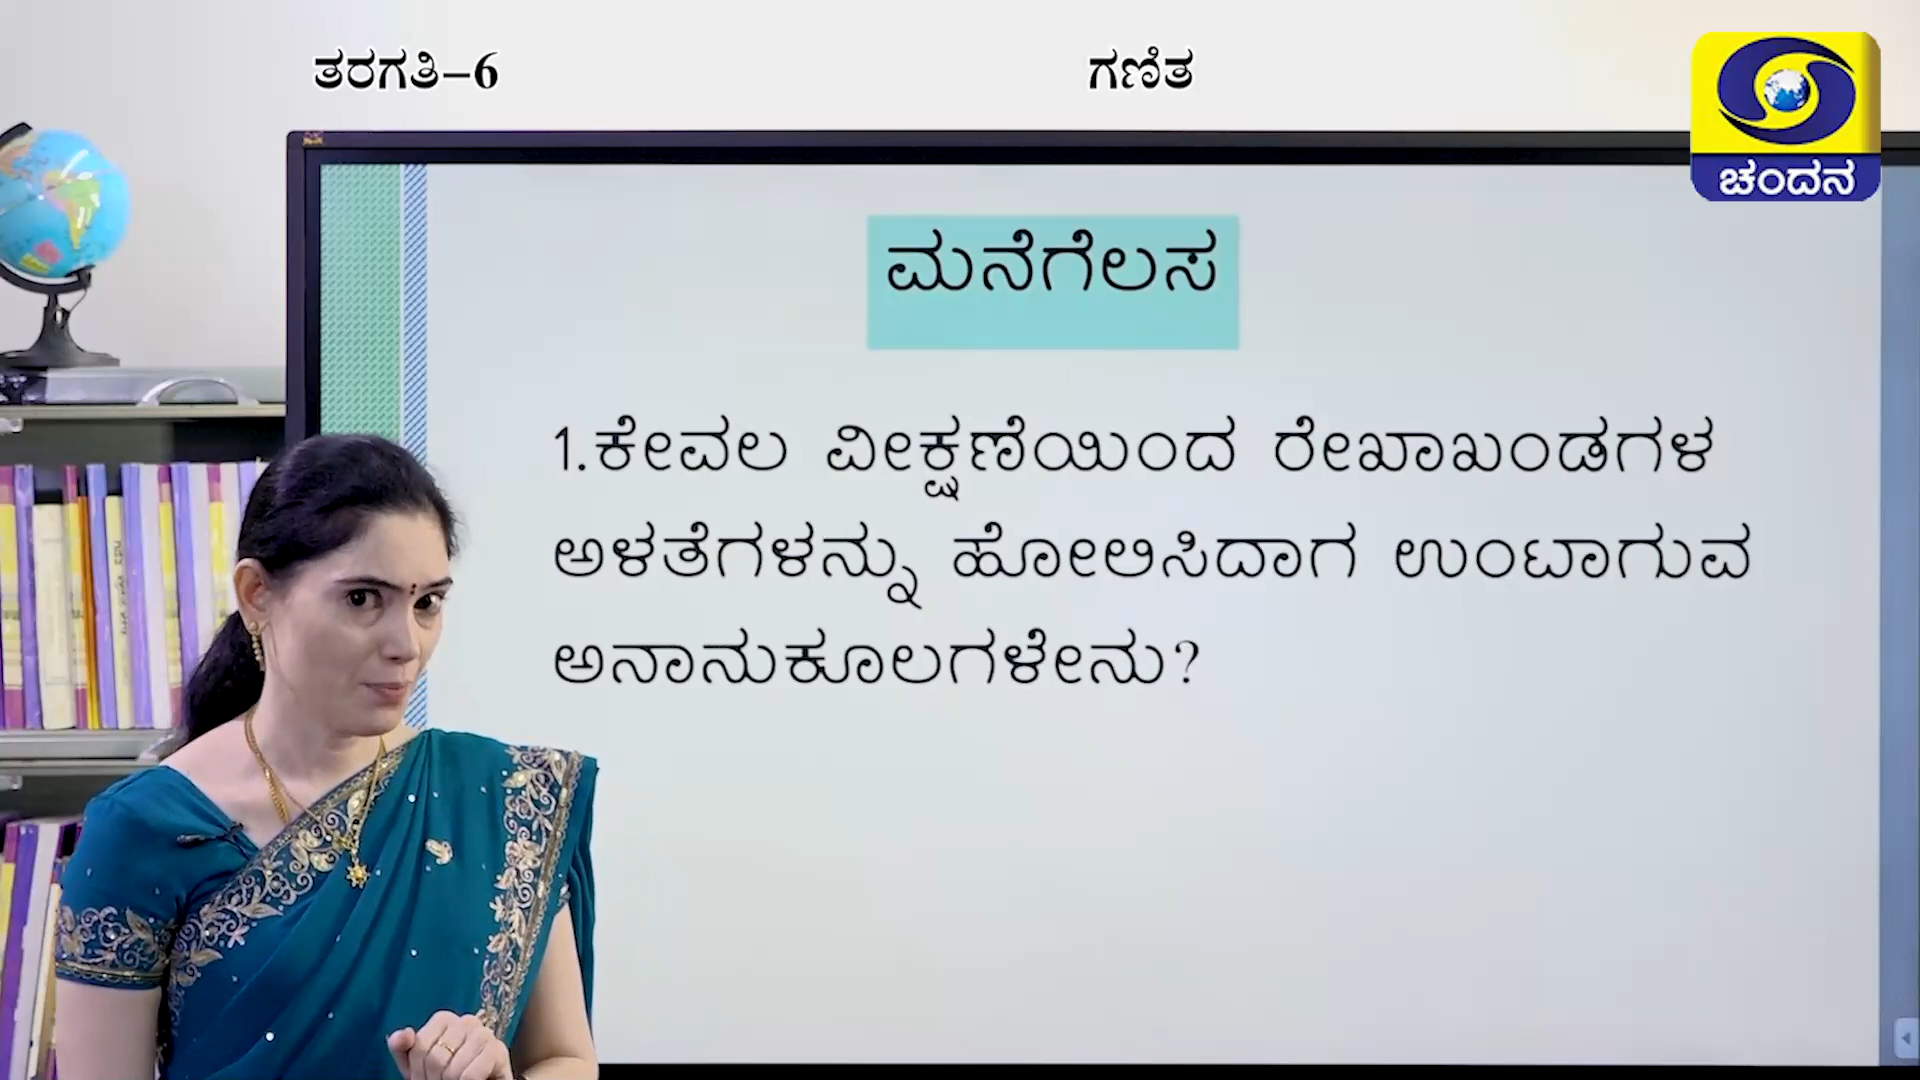 ತರಗತಿ–6
ಗಣಿತ
ಚಂದನ
ಮನೆಗೆಲಸ
1.ಕೇವಲ ವೀಕ್ಷಣೆಯಿಂದ ರೇಖಾಖಂಡಗಳ
ಅಳತೆಗಳನ್ನು ಹೋಲಿಸಿದಾಗ ಉಂಟಾಗುವ
ಅನಾನುಕೂಲಗಳೇನು?